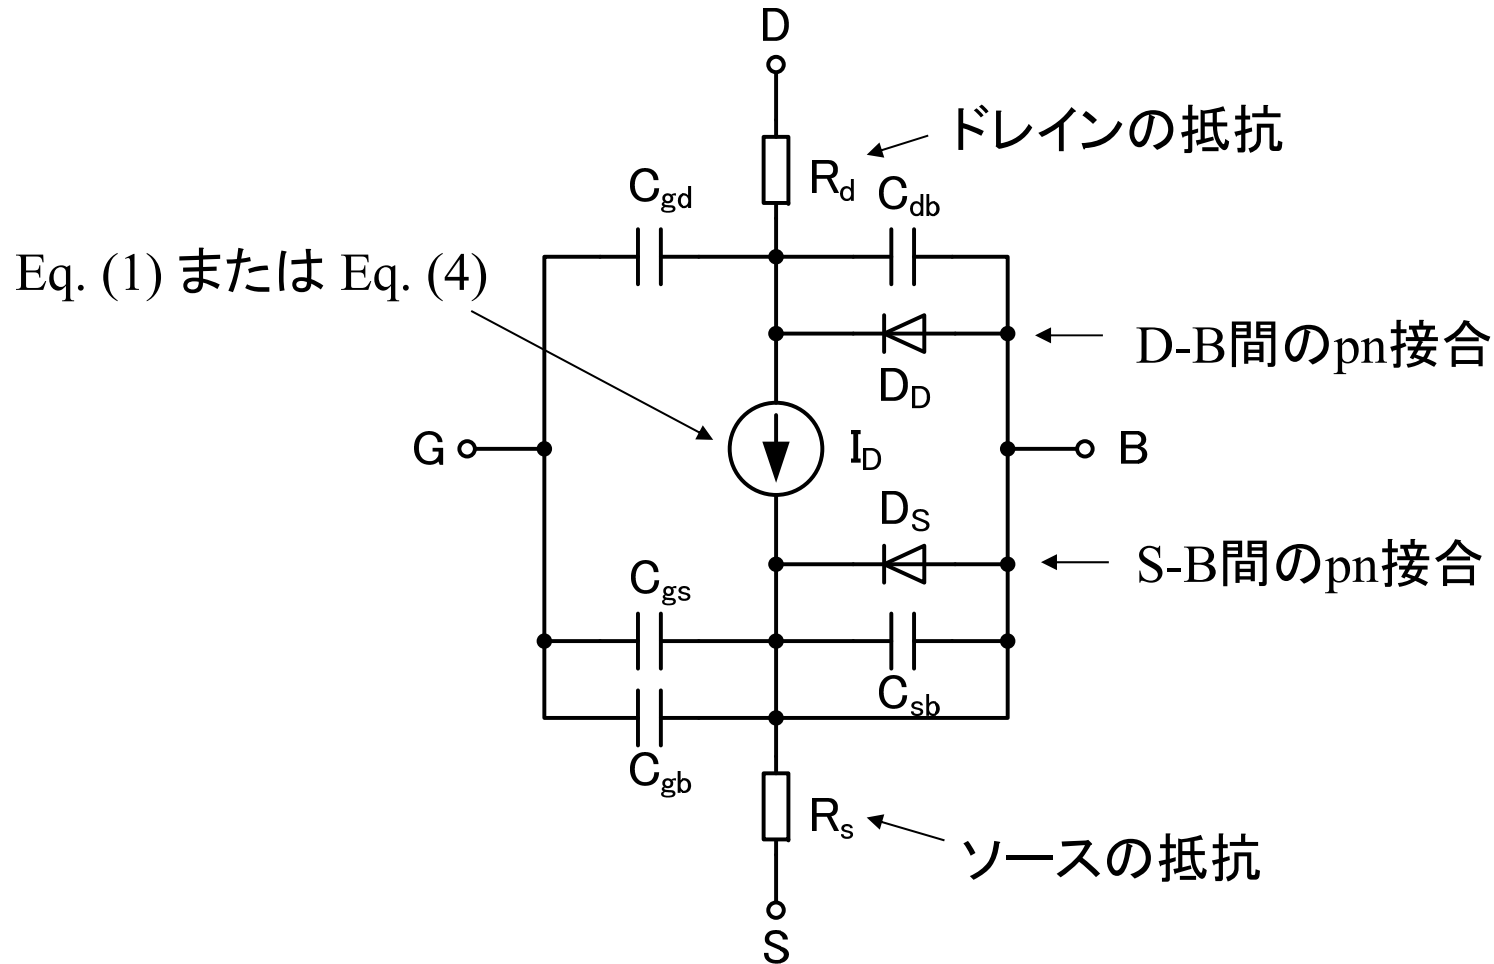 D
ドレインの抵抗
Rd
Cgd
Cdb
Eq. (1) または Eq. (4)
D-B間のpn接合
DD
G
ID
B
DS
S-B間のpn接合
Cgs
Csb
Cgb
Rs
ソースの抵抗
S